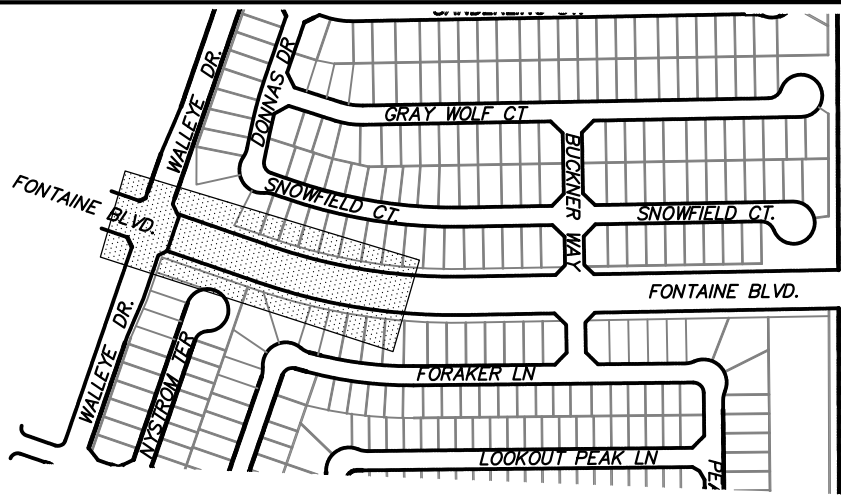 WALLEYE DR.
DONNAS DR
GRAY WOLF CT
BUCKNER WAY
FONTAINE BLVD.
SNOWFIELD CT.
SNOWFIELD CT.
FONTAINE BLVD.
WALLEYE DR.
NYSTROM TER
FORAKER LN
LOOKOUT PEAK LN